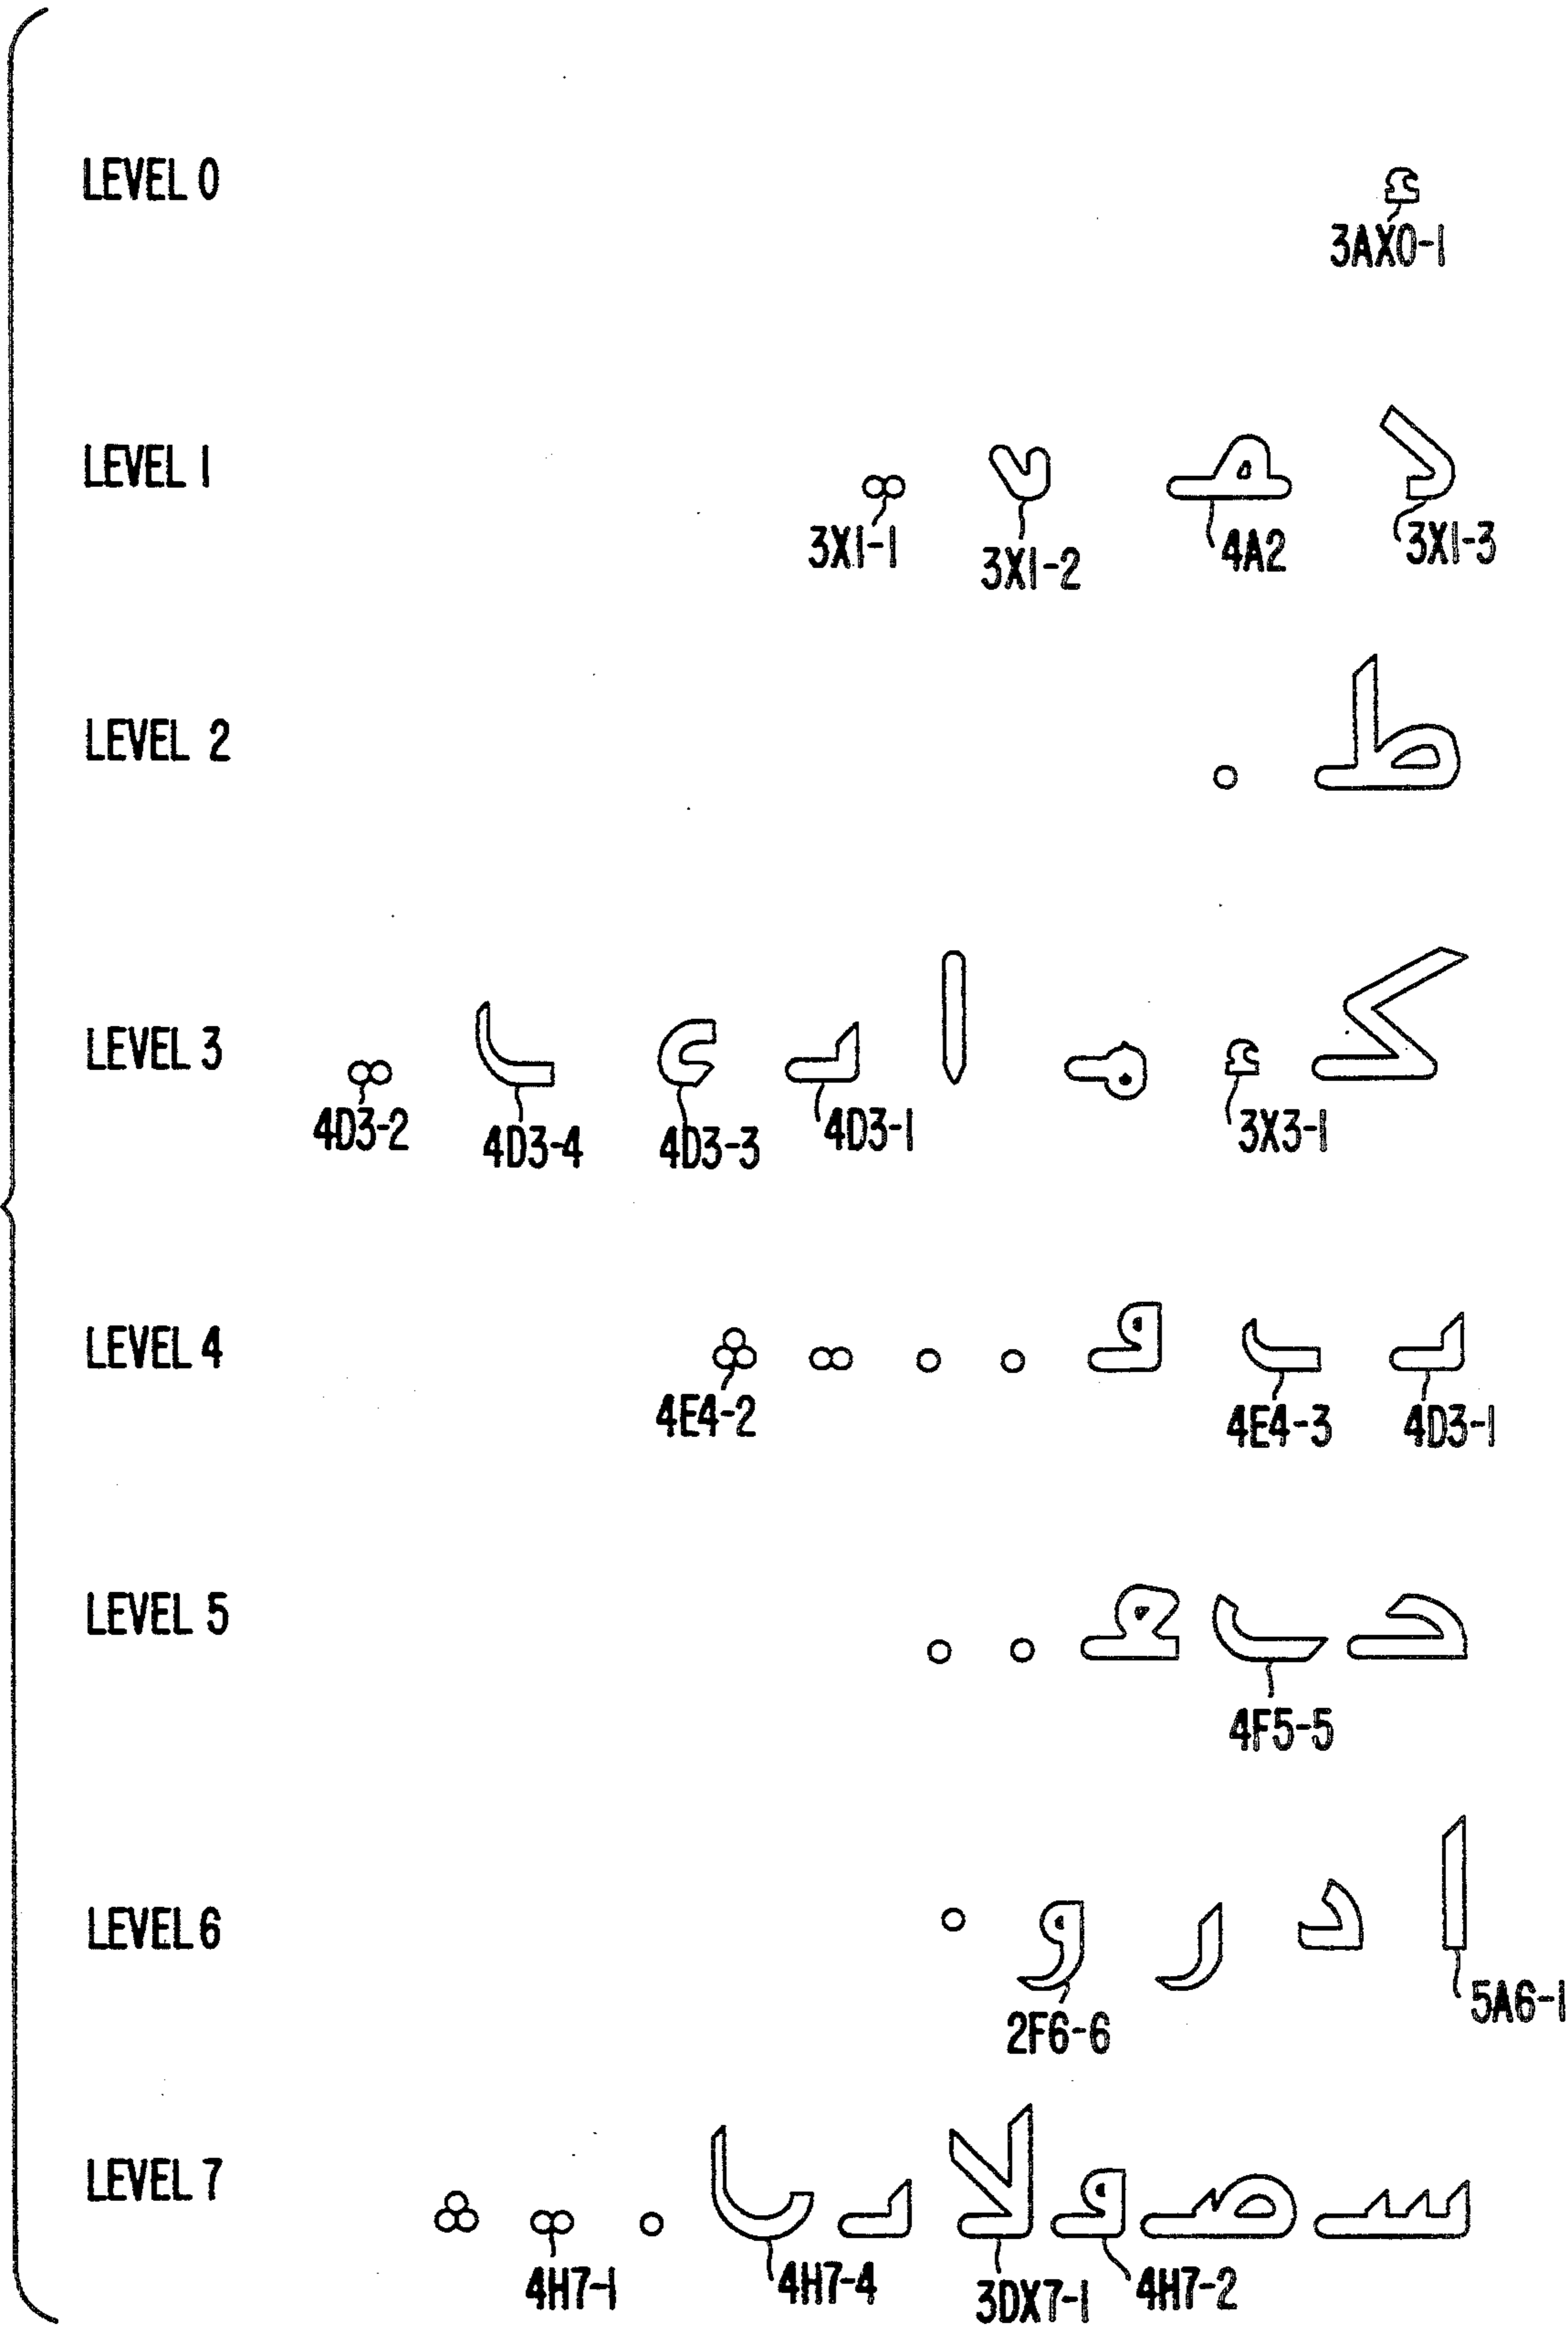 LEVEL 0
3AX0-1
LEVEL 1
3X1-1 3X1-2 4A2 3X1-3
LEVEL 2
ط
LEVEL 3
4D3-2 4D3-4 4D3-3 4D3-1 3X3-1
LEVEL 4
4E4-2 4E4-3 4D3-1
LEVEL 5
4F5-5
LEVEL 6
ا د ر و
2F6-6 5A6-1
LEVEL 7
4H7-1 4H7-4 3DX7-1 4H7-2